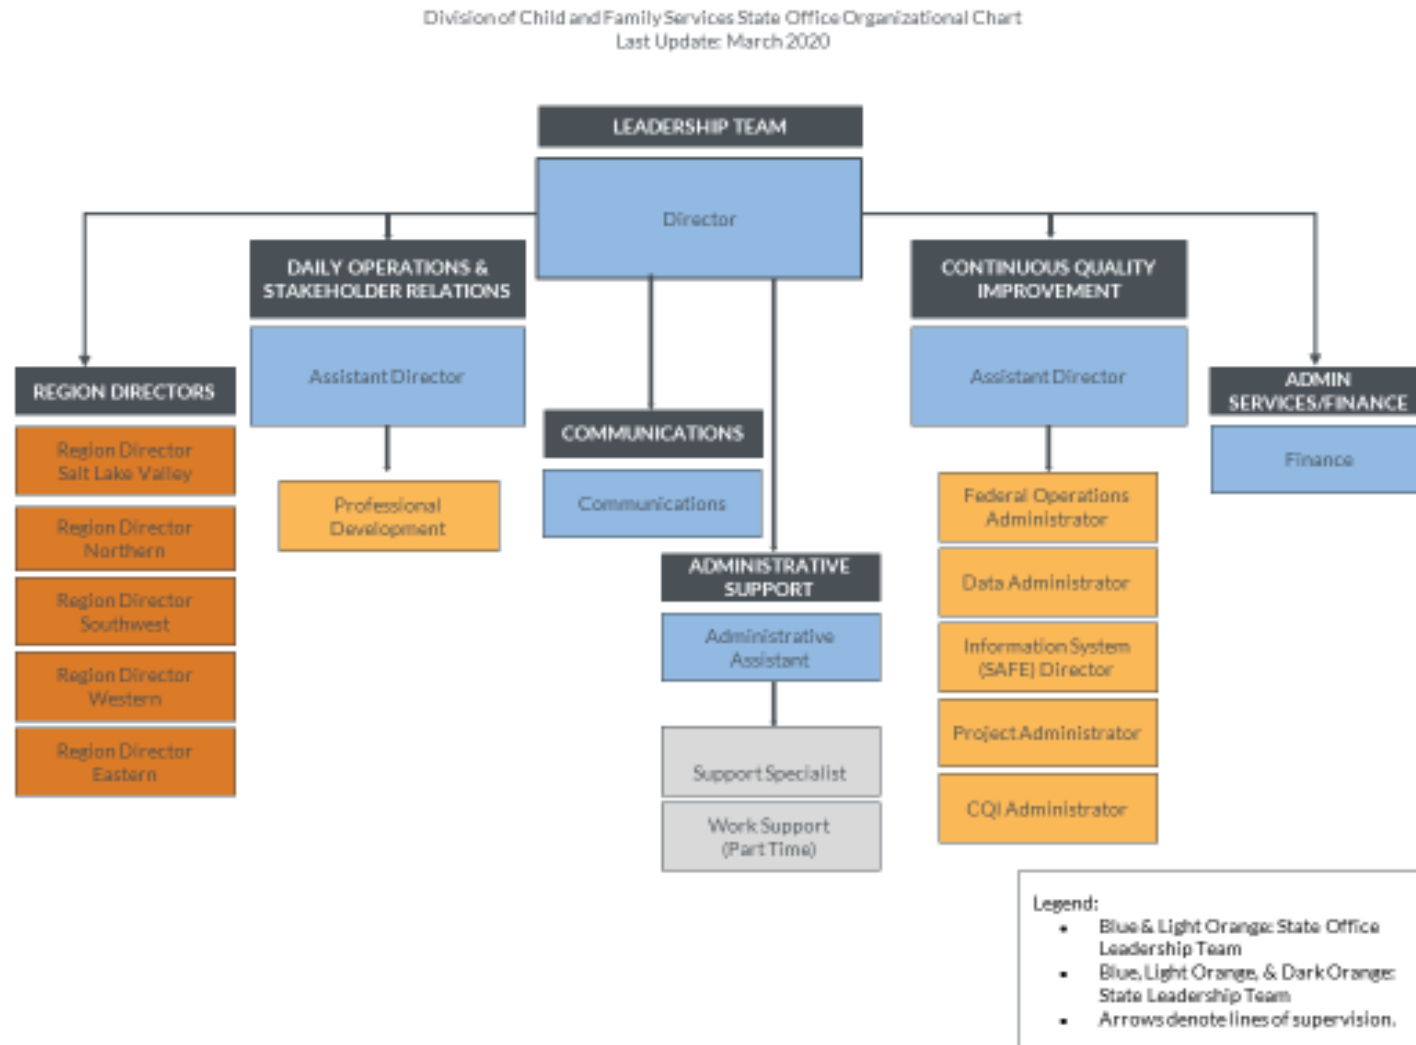 Division of Child and Family Services State Office Organizational Chart
Last Update: March 2020
LEADERSHIP TEAM
Director
DAILY OPERATIONS &
STAKEHOLDER RELATIONS
Assistant Director
Professional
Development
REGION DIRECTORS
Region Director
Salt Lake Valley
Region Director
Northern
Region Director
Southwest
Region Director
Western
Region Director
Eastern
COMMUNICATIONS
Communications
ADMINISTRATIVE
SUPPORT
Administrative
Assistant
Support Specialist
Work Support
(Part Time)
CONTINUOUS QUALITY
IMPROVEMENT
Assistant Director
Federal Operations
Administrator
Data Administrator
Information System
(SAFE) Director
Project Administrator
CQI Administrator
ADMIN
SERVICES/FINANCE
Finance
Legend:
• Blue & Light Orange: State Office
Leadership Team
• Blue, Light Orange, & Dark Orange:
State Leadership Team
• Arrows denote lines of supervision.